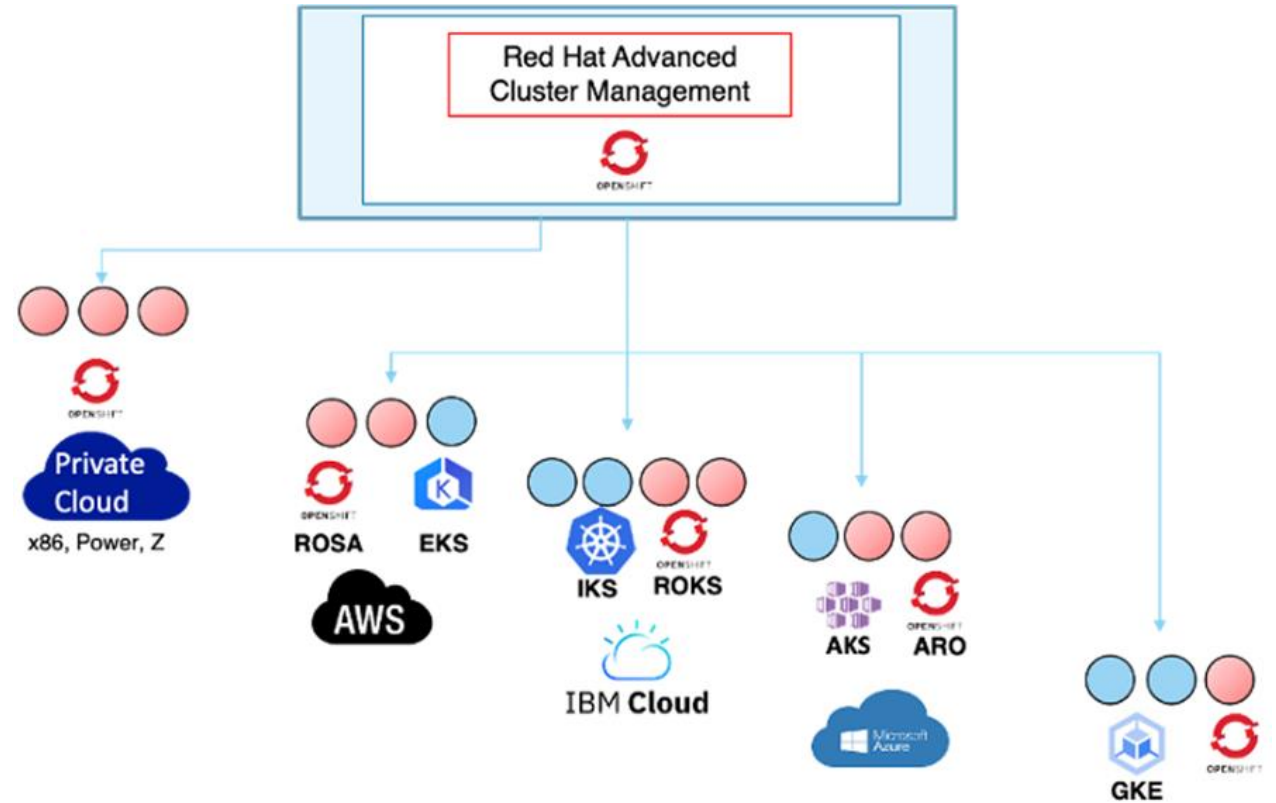 Red Hat Advanced
Cluster Management
OPENSHIFT
OPENSHIFT
Private
Cloud
x86, Power, Z
OPENSHIFT
ROSA
EKS
AWS
K
OPENSHIFT
IKS
ROKS
IBM Cloud
OPENSHIFT
AKS
ARO
Microsoft
Azure
OPENSHIFT
GKE